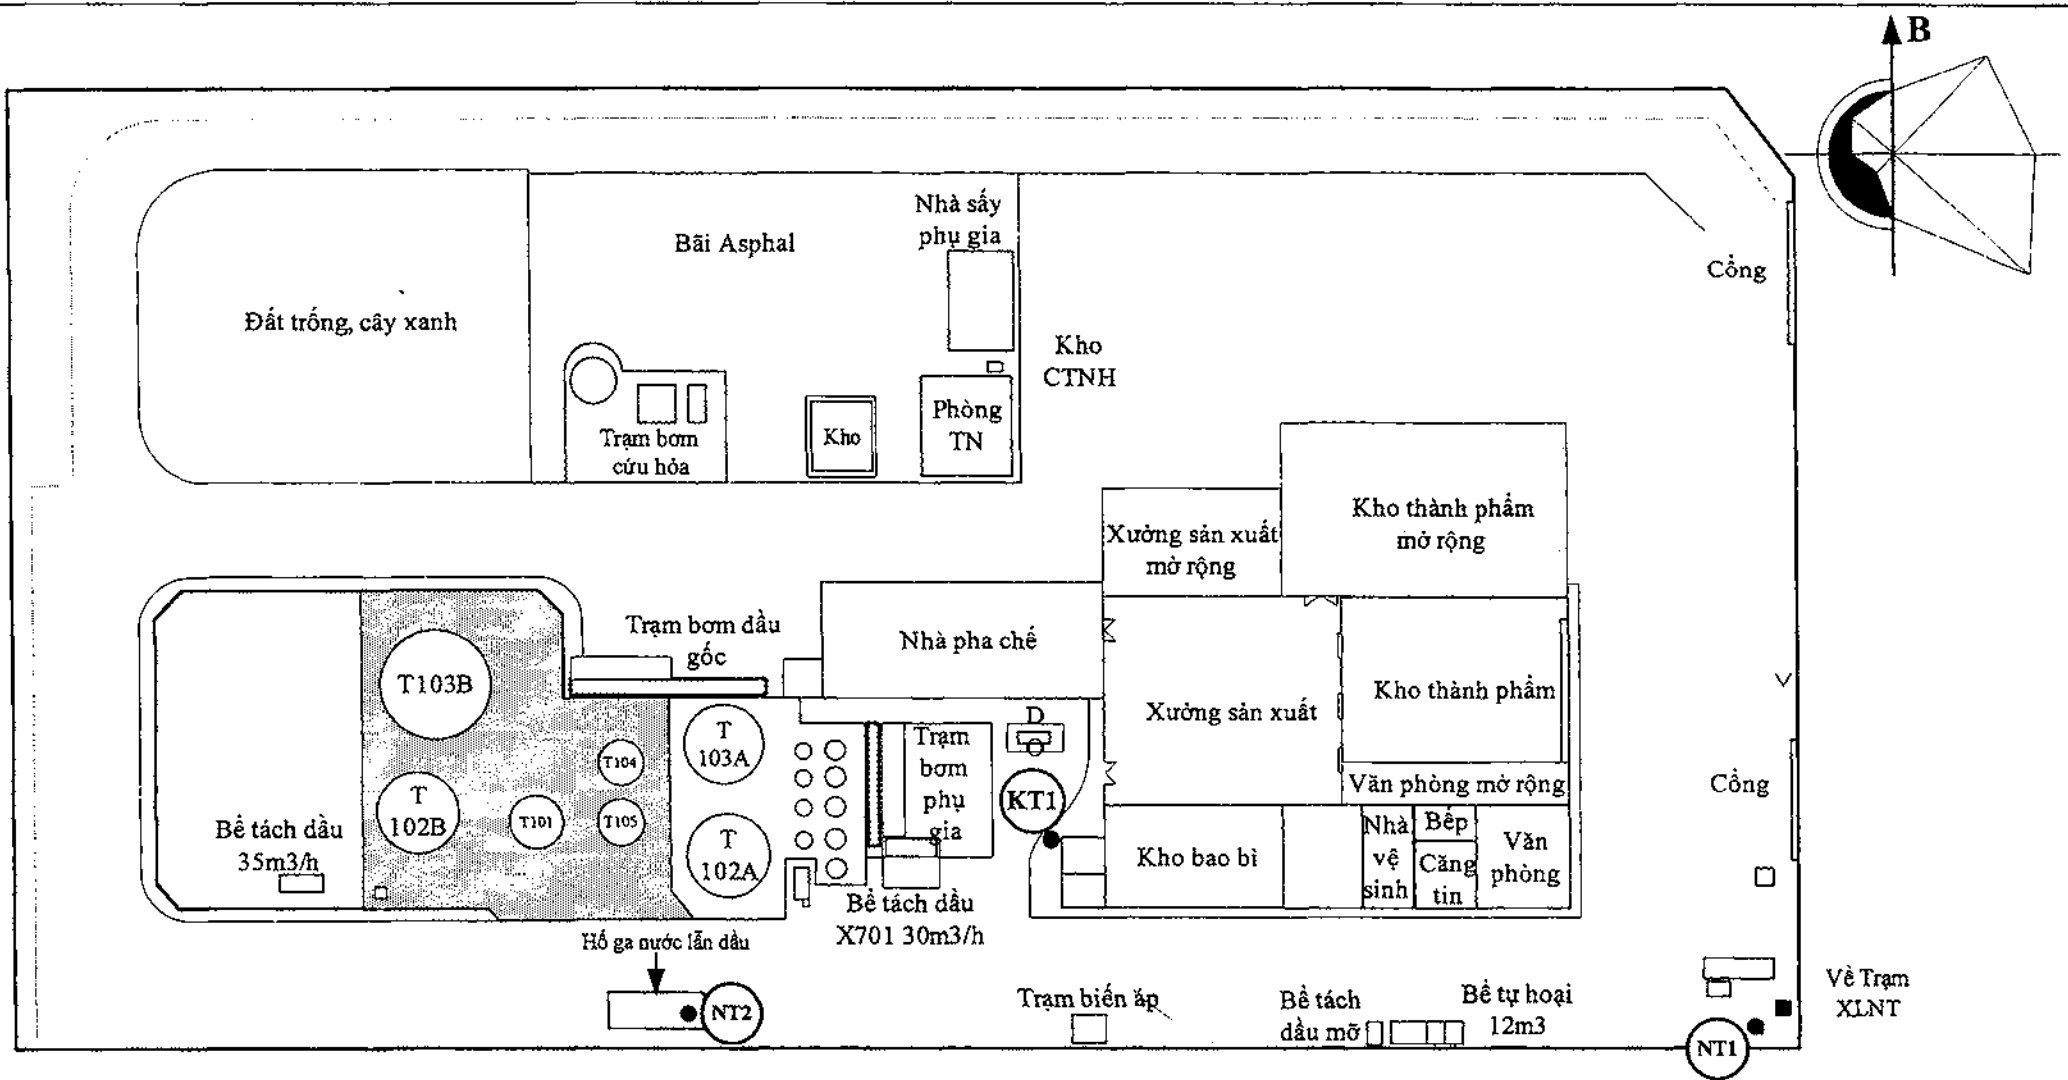 B
Nhà sấy
phụ gia
Bãi Asphal
Cổng
Đất trống, cây xanh
Kho
CTNH
Phòng
TN
Kho
Trạm bơm
cứu hỏa
Kho thành phẩm
mở rộng
Xưởng sản xuất
mở rộng
Trạm bơm dầu
gốc
Nhà pha chế
T103B
Kho thành phẩm
Xưởng sản xuất
D
O
T
103A
Trạm
bơm
phụ
gia
T104
Văn phòng mở rộng
Cổng
KT1
T
102B
T101
T105
Bể tách dầu
35m3/h
T
102A
Kho bao bì
Nhà
vệ
sinh
Bếp
Căng
tin
Văn
phòng
Bể tách dầu
X701 30m3/h
Hố ga nước lẫn dầu
NT2
Trạm biến áp
Bể tách
dầu mỡ
Bể tự hoại
12m3
Về Trạm
XLNT
NT1